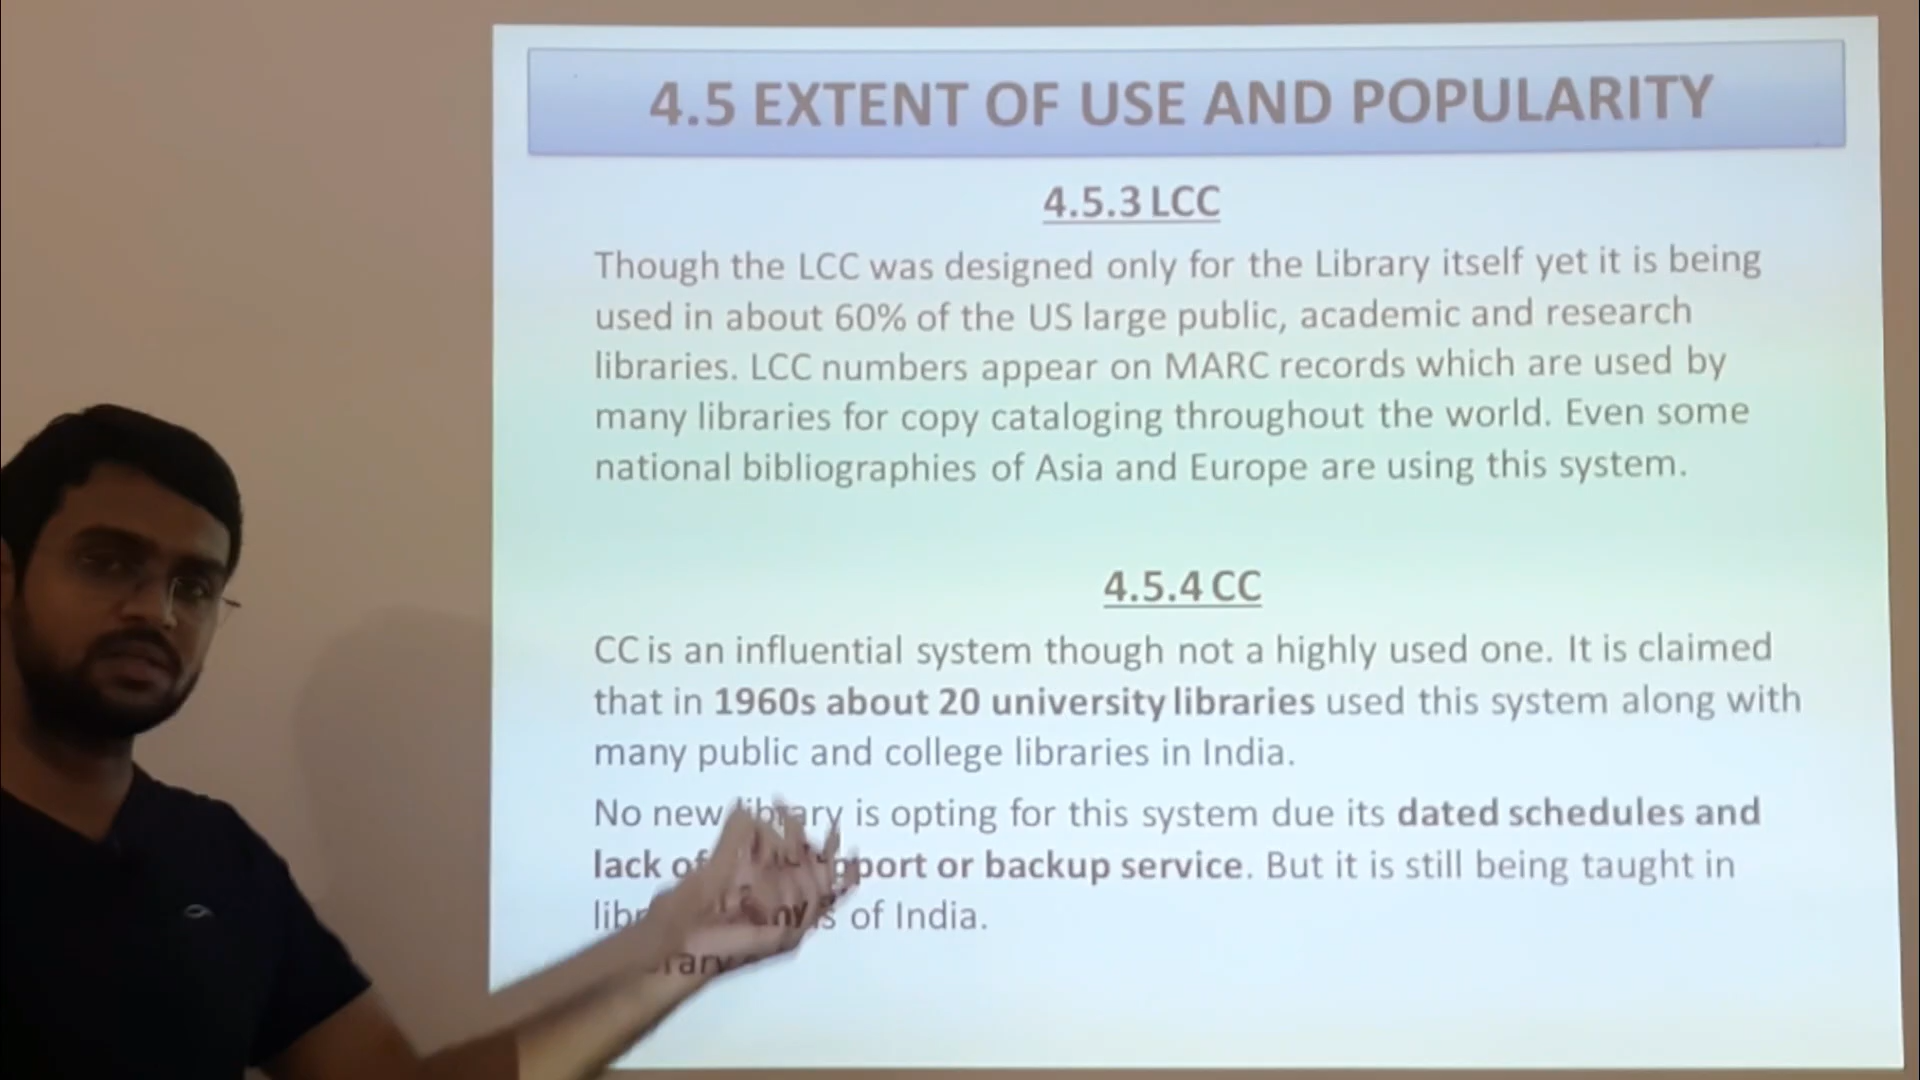 4.5 EXTENT OF USE AND POPULARITY
4.5.3 LCC
Though the LCC was designed only for the Library itself yet it is being
used in about 60% of the US large public, academic and research
libraries. LCC numbers appear on MARC records which are used by
many libraries for copy cataloging throughout the world. Even some
national bibliographies of Asia and Europe are using this system.
4.5.4 CC
CC is an influential system though not a highly used one. It is claimed
that in 1960s about 20 university libraries used this system along with
many public and college libraries in India.
No new library is opting for this system due its dated schedules and
lack of or backup service. But it is still being taught in
of India.